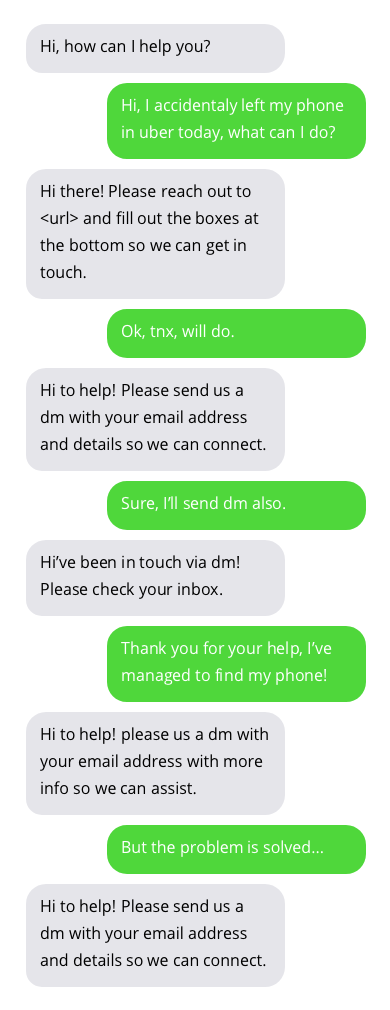 Hi, how can I help you?
Hi, I accidentaly left my phone
in uber today, what can I do?
Hi there! Please reach out to
<url> and fill out the boxes at
the bottom so we can get in
touch.
Ok, tnx, will do.
Hi to help! Please send us a
dm with your email address
and details so we can connect.
Sure, I’ll send dm also.
Hi’ve been in touch via dm!
Please check your inbox.
Thank you for your help, I’ve
managed to find my phone!
Hi to help! please us a dm with
your email address with more
info so we can assist.
But the problem is solved...
Hi to help! Please send us a
dm with your email address
and details so we can connect.